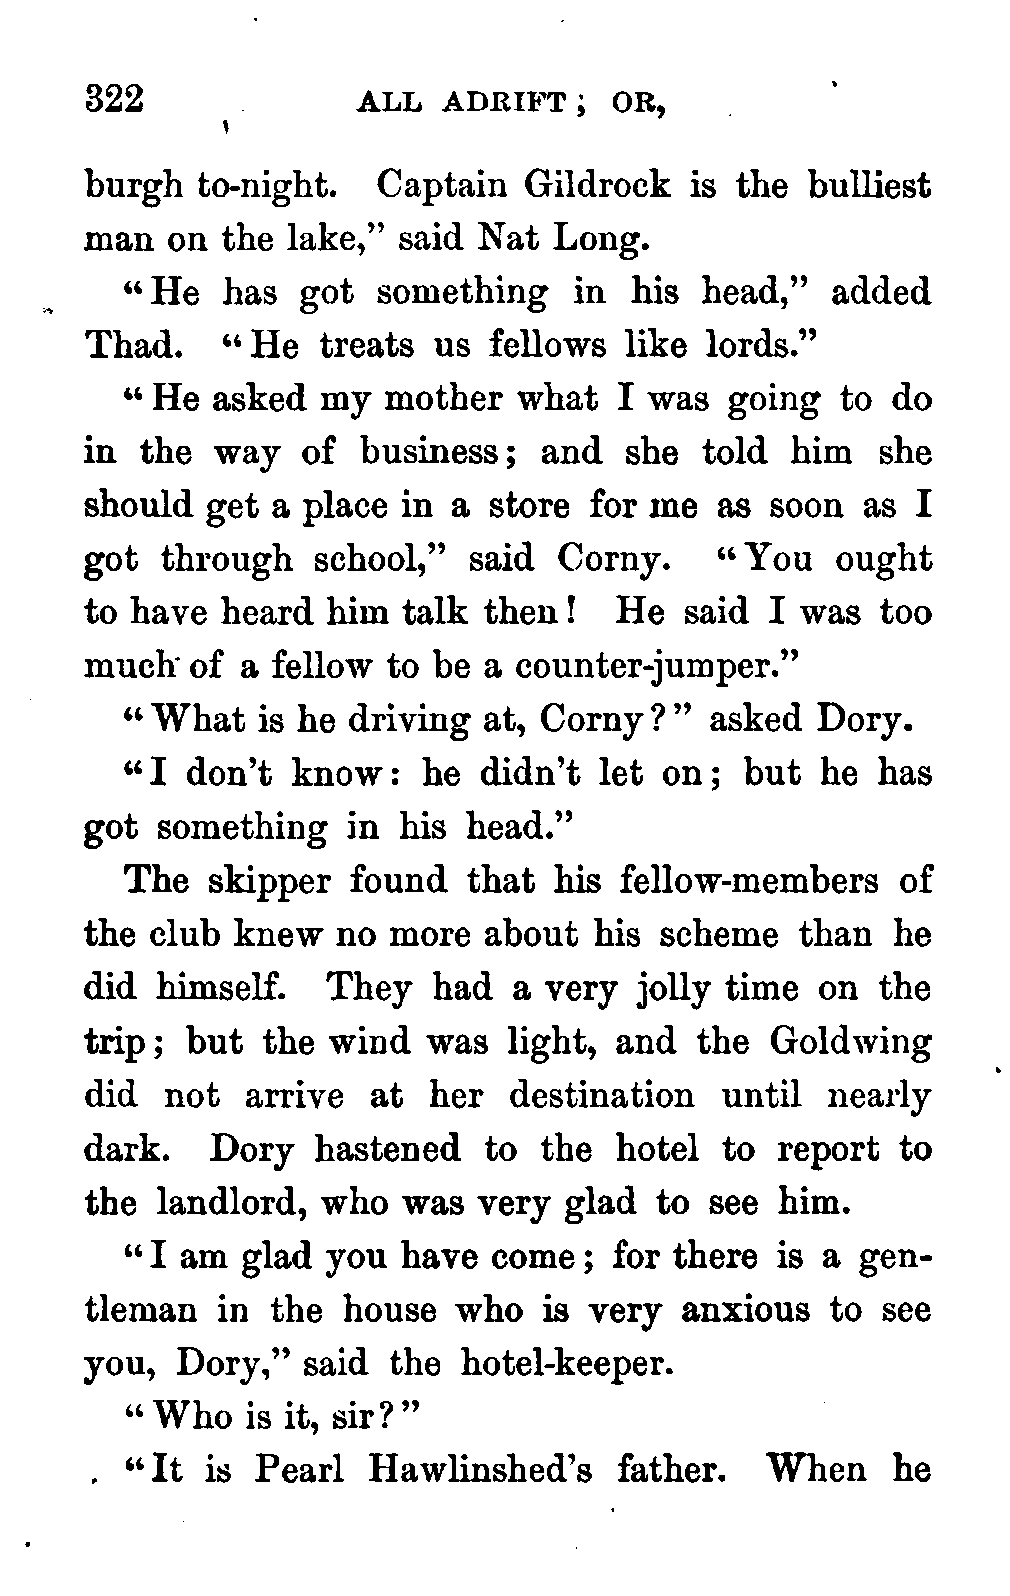 322 ALL ADRIFT; OR,
burgh to-night. Captain Gildrock is the bulliest
man on the lake,” said Nat Long.
“He has got something in his head,” added
Thad. “He treats us fellows like lords.”
“He asked my mother what I was going to do
in the way of business; and she told him she
should get a place in a store for me as soon as I
got through school,” said Corny. “You ought
to have heard him talk then! He said I was too
much of a fellow to be a counter-jumper.”
“What is he driving at, Corny?” asked Dory.
“I don’t know: he didn’t let on; but he has
got something in his head.”
The skipper found that his fellow-members of
the club knew no more about his scheme than he
did himself. They had a very jolly time on the
trip; but the wind was light, and the Goldwing
did not arrive at her destination until nearly
dark. Dory hastened to the hotel to report to
the landlord, who was very glad to see him.
“I am glad you have come; for there is a gen-
tleman in the house who is very anxious to see
you, Dory,” said the hotel-keeper.
“Who is it, sir?”
“It is Pearl Hawlinshed’s father. When he